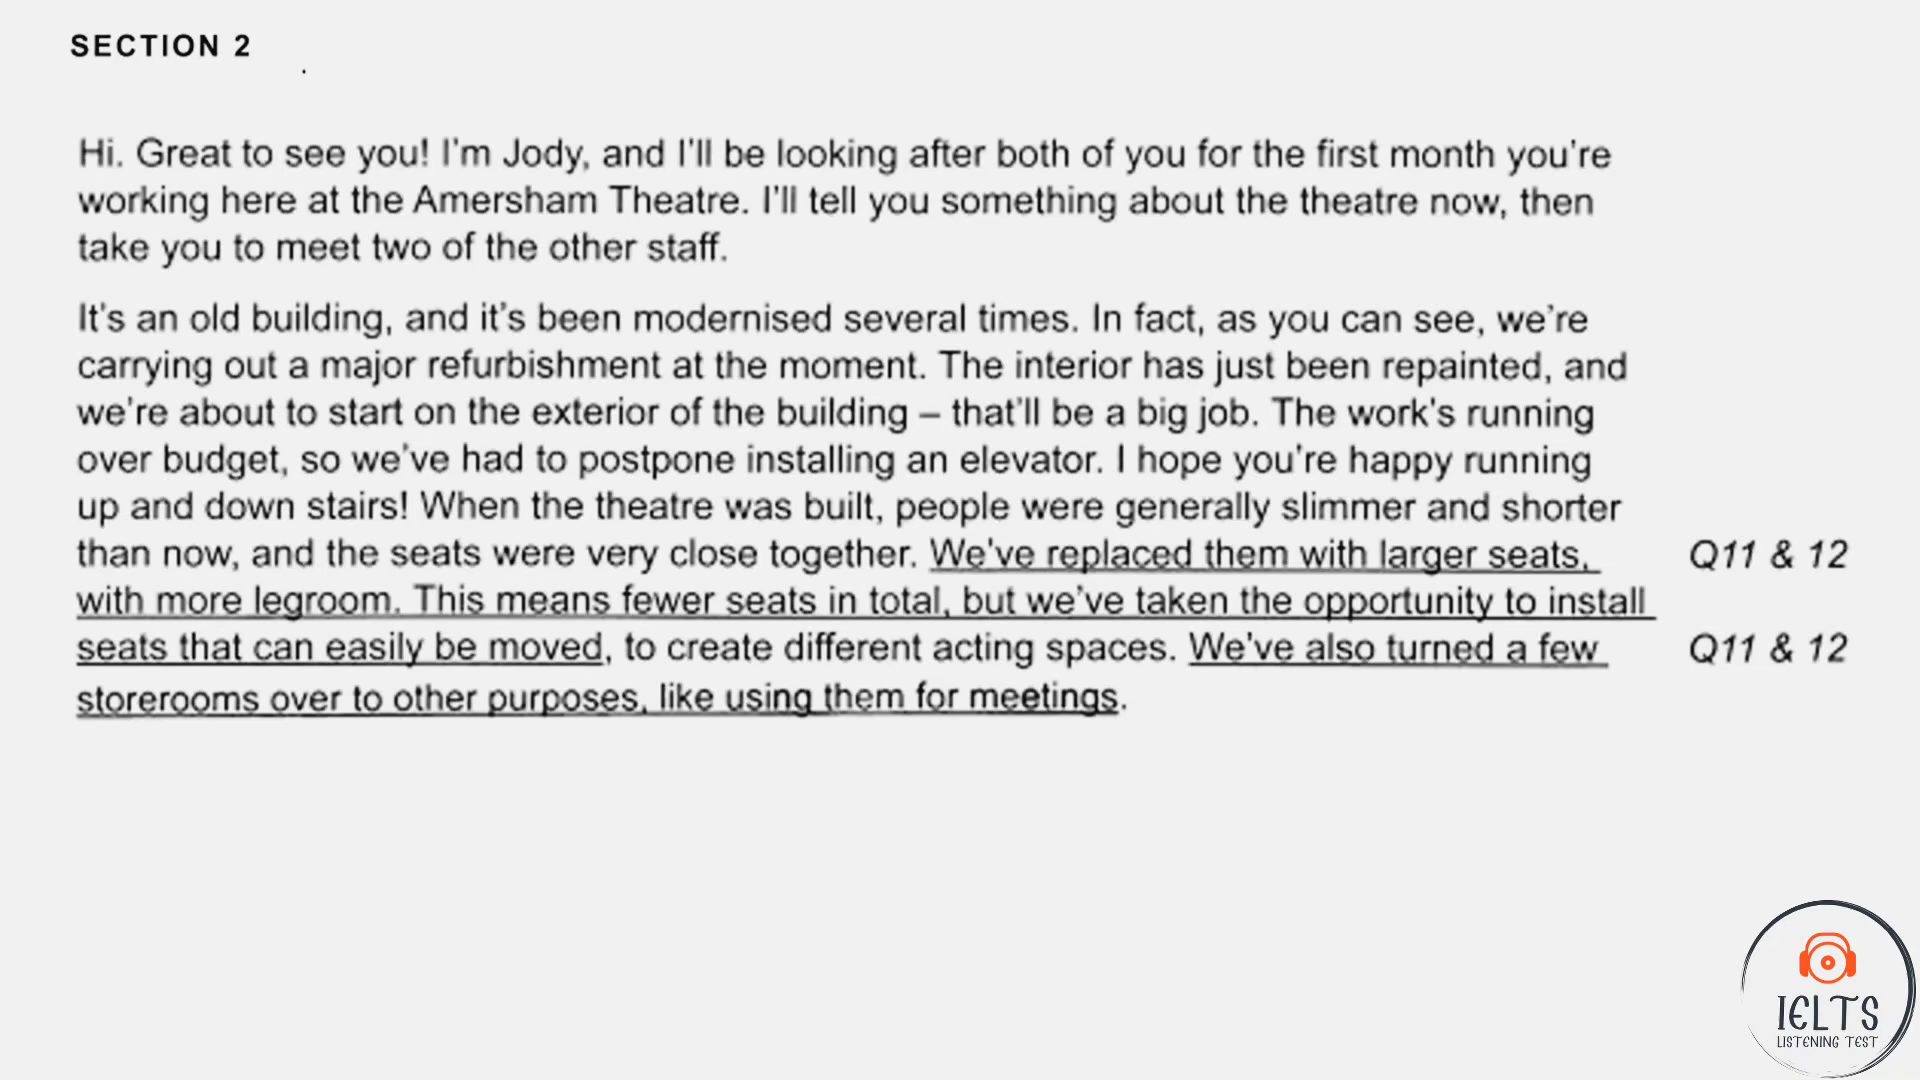 SECTION 2
Hi. Great to see you! I'm Jody, and I'll be looking after both of you for the first month you're
working here at the Amersham Theatre. I'll tell you something about the theatre now, then
take you to meet two of the other staff.
It's an old building, and it's been modernised several times. In fact, as you can see, we're
carrying out a major refurbishment at the moment. The interior has just been repainted, and
we're about to start on the exterior of the building – that'll be a big job. The work's running
over budget, so we've had to postpone installing an elevator. I hope you're happy running
up and down stairs! When the theatre was built, people were generally slimmer and shorter
than now, and the seats were very close together. We've replaced them with larger seats, Q11 & 12
with more legroom. This means fewer seats in total, but we've taken the opportunity to install
seats that can easily be moved, to create different acting spaces. We've also turned a few Q11 & 12
storerooms over to other purposes, like using them for meetings.
IELTS
LISTENING TEST